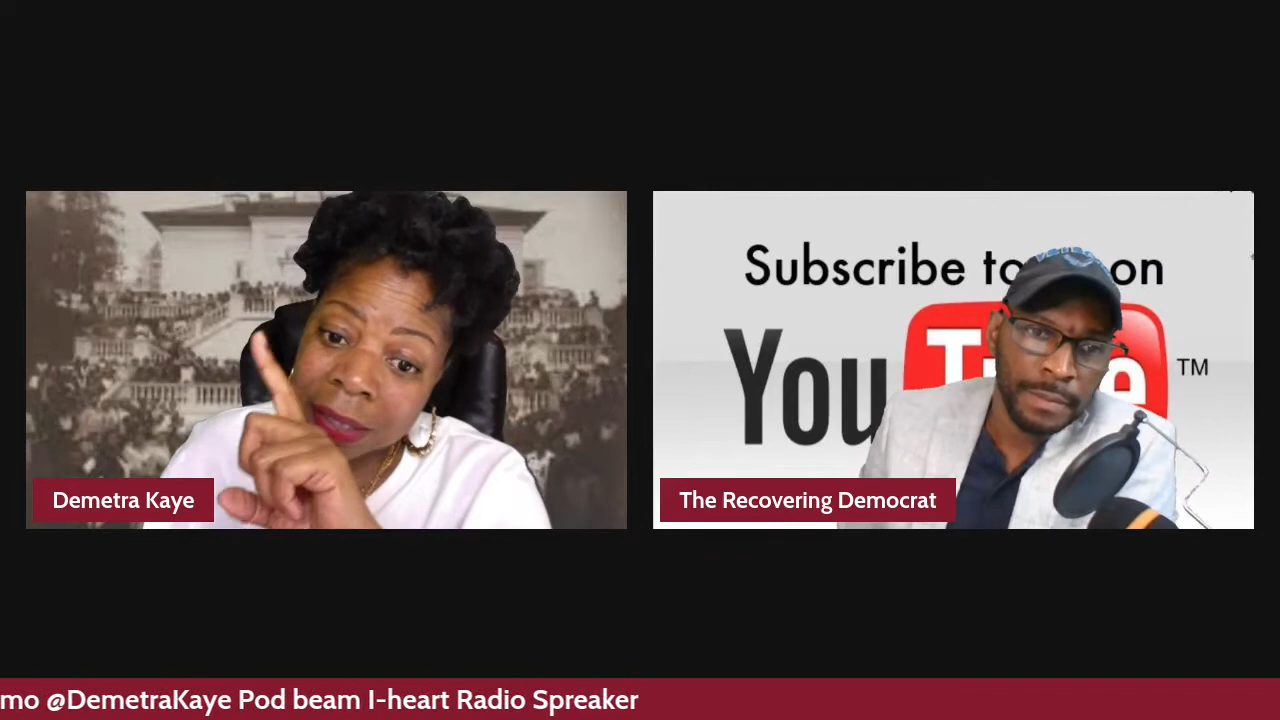 Subscribe to on
You
TM
Demetra Kaye
The Recovering Democrat
mo @DemetraKaye Pod beam I-heart Radio Spreaker